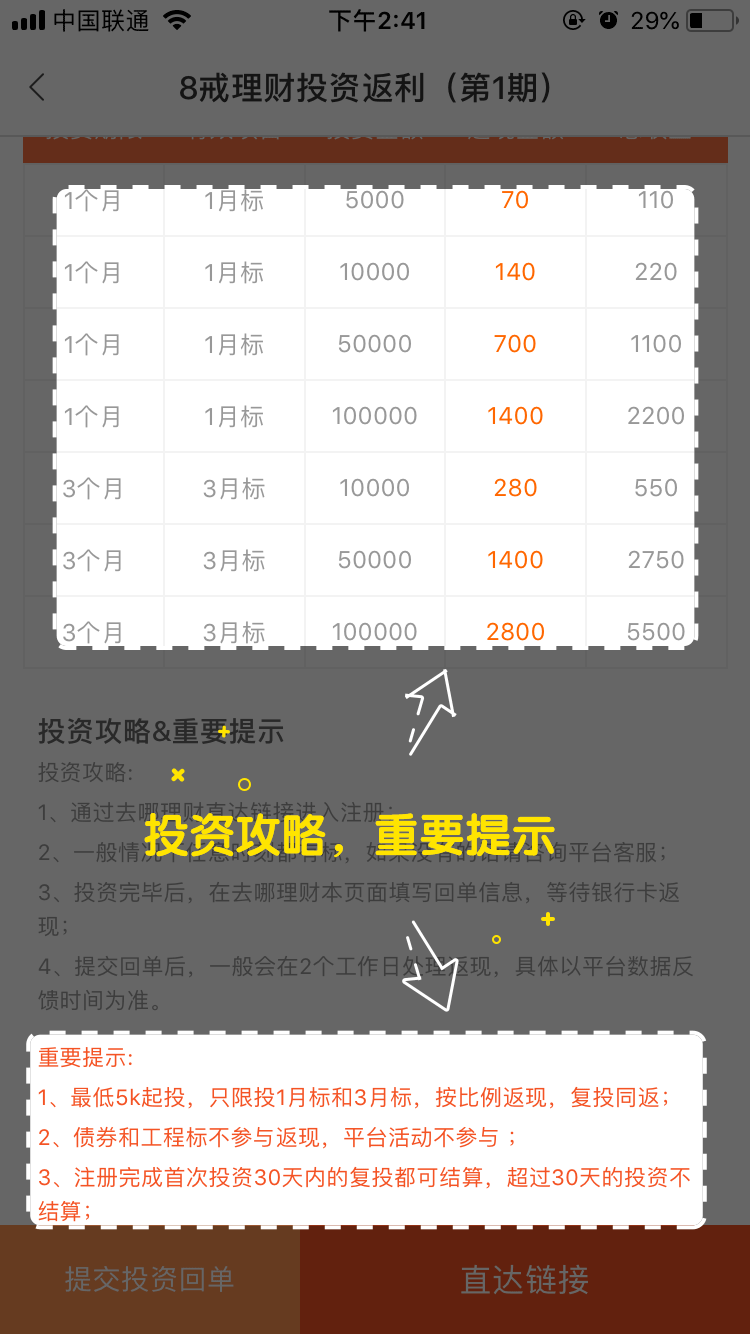 中国联通 下午2:41 29%
8戒理财投资返利（第1期）
1个月 1月标 5000 70 110
1个月 1月标 10000 140 220
1个月 1月标 50000 700 1100
1个月 1月标 100000 1400 2200
3个月 3月标 10000 280 550
3个月 3月标 50000 1400 2750
3个月 3月标 100000 2800 5500
投资攻略&重要提示
投资攻略:
1、通过去哪理财直达链接进入注册;
投资攻略，重要提示
2、一般情况下任意时刻都有标，如果没有的话请咨询平台客服；
3、投资完毕后，在去哪理财本页面填写回单信息，等待银行卡返
现；
4、提交回单后，一般会在2个工作日处理返现，具体以平台数据反
馈时间为准。
重要提示:
1、最低5k起投，只限投1月标和3月标，按比例返现，复投同返；
2、债券和工程标不参与返现，平台活动不参与 ；
3、注册完成首次投资30天内的复投都可结算，超过30天的投资不
结算；
提交投资回单 直达链接